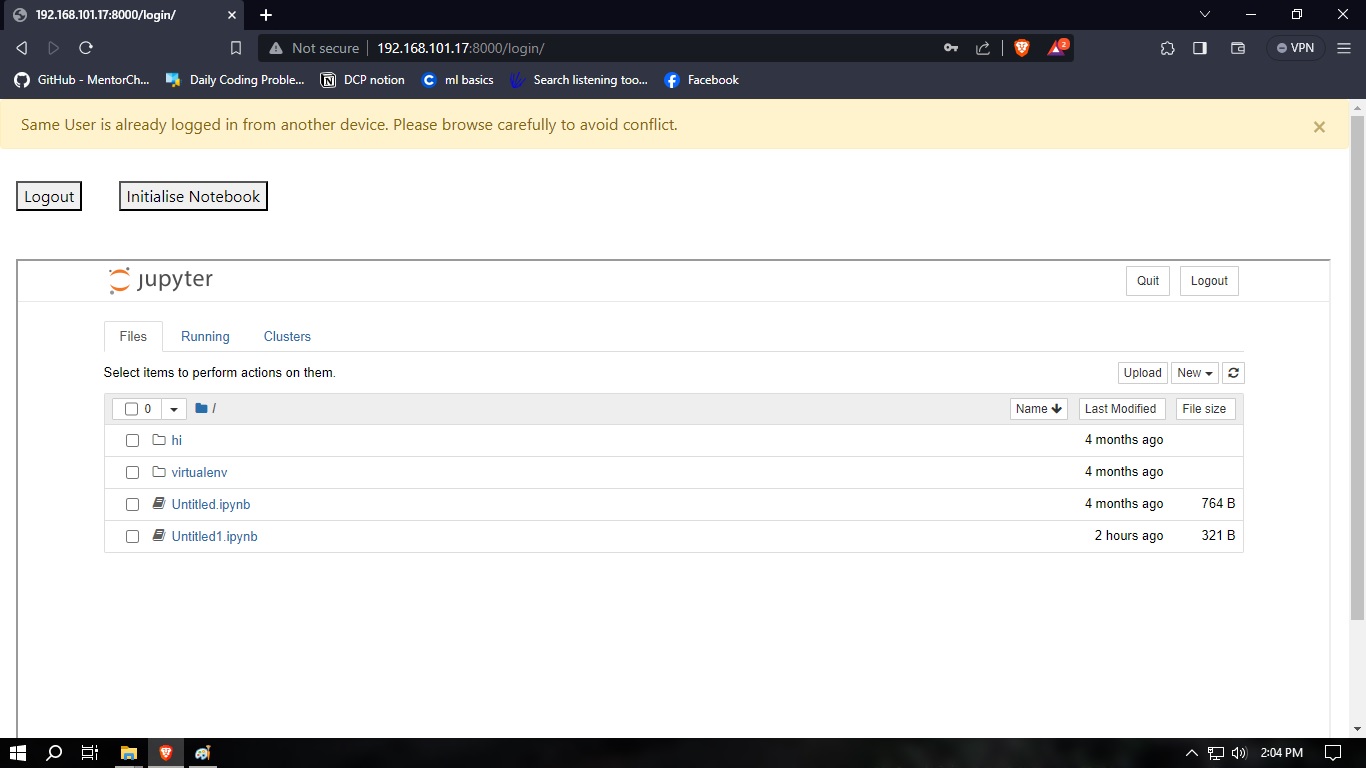 192.168.101.17:8000/login/
Not secure 192.168.101.17:8000/login/ 2 VPN
GitHub - MentorCh... Daily Coding Proble... DCP notion ml basics Search listening too... Facebook
Same User is already logged in from another device. Please browse carefully to avoid conflict. ×
Logout Initialise Notebook
jupyter Quit Logout
Files Running Clusters
Select items to perform actions on them. Upload New
0 / Name Last Modified File size
hi 4 months ago
virtualenv 4 months ago
Untitled.ipynb 4 months ago 764 B
Untitled1.ipynb 2 hours ago 321 B
2:04 PM